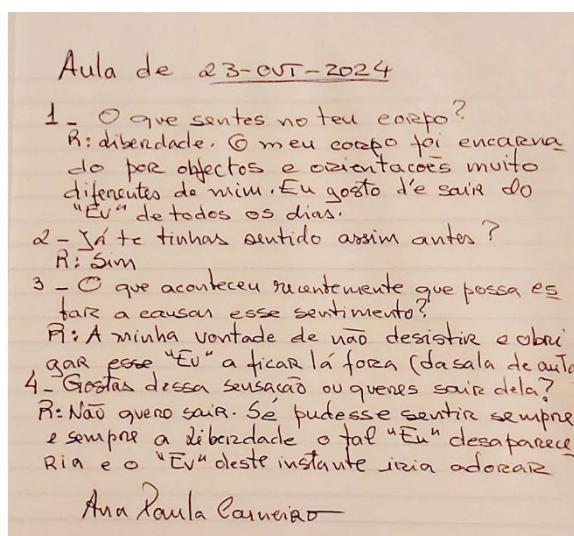 Aula de 23-OUT-2024
1 - O que sentes no teu corpo?
R: Liberdade. O meu corpo foi encarna
do por objectos e orientacões muito
diferentes de mim. Eu gosto d'e sair do
"Eu" de todos os dias.
2 - Já te tinhas sentido assim antes?
R: Sim
3 - O que aconteceu recentemente que possa es
tar a causar esse sentimento?
R: A minha vontade de não desistir e obri
gar esse "Eu" a ficar lá fora (da sala de aula
4 - Gostas dessa sensacão ou queres sair dela?
R: Não quero sair. Se pudesse sentir sempre
e sempre a liberdade o tal "Eu" desaparece
Ria e o "Eu" deste instante iria adorar
Ana Paula Carneiro